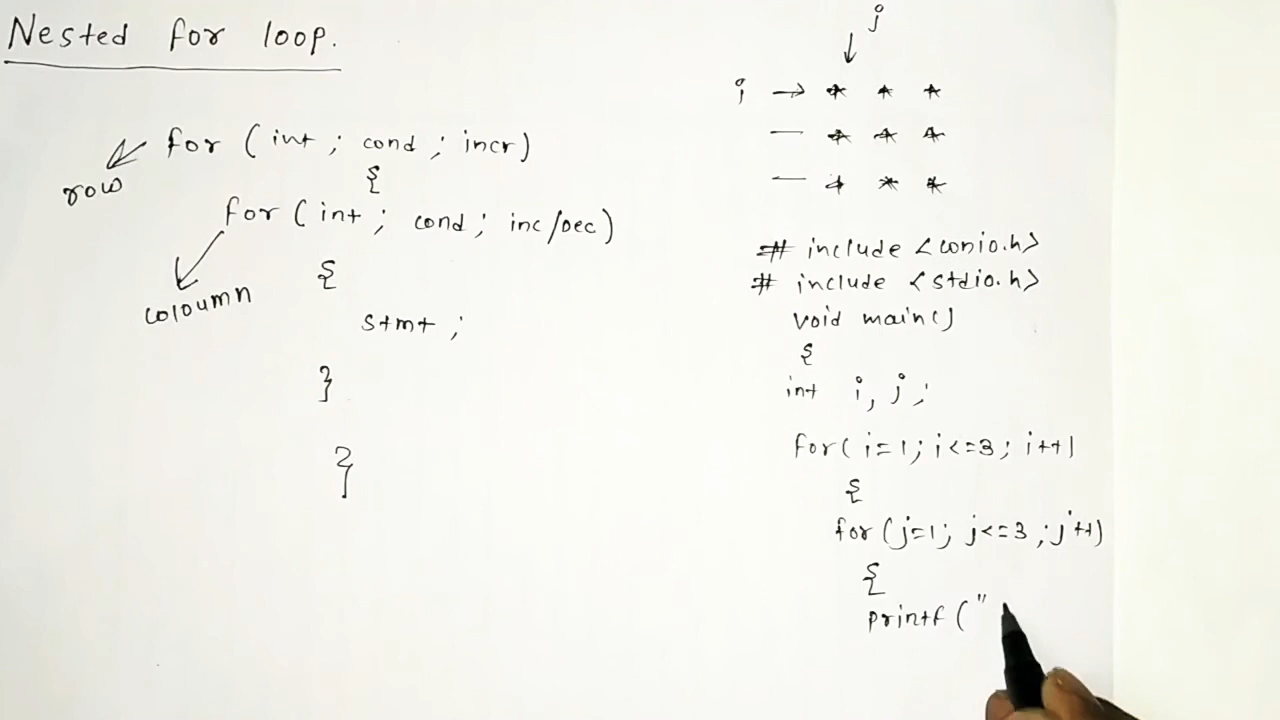 Nested for loop.
for (int ; cond ; incr)
row
{
for (int ; cond ; inc/Dec)
{
coloumn
stmt ;
}
}
j
i → * * *
— * * *
— * * *
# include <conio.h>
# include <stdio.h>
void main()
{
int i, j ;
for( i=1; i<=3; i++)
{
for (j=1; j<=3 ; j++)
{
printf ( "